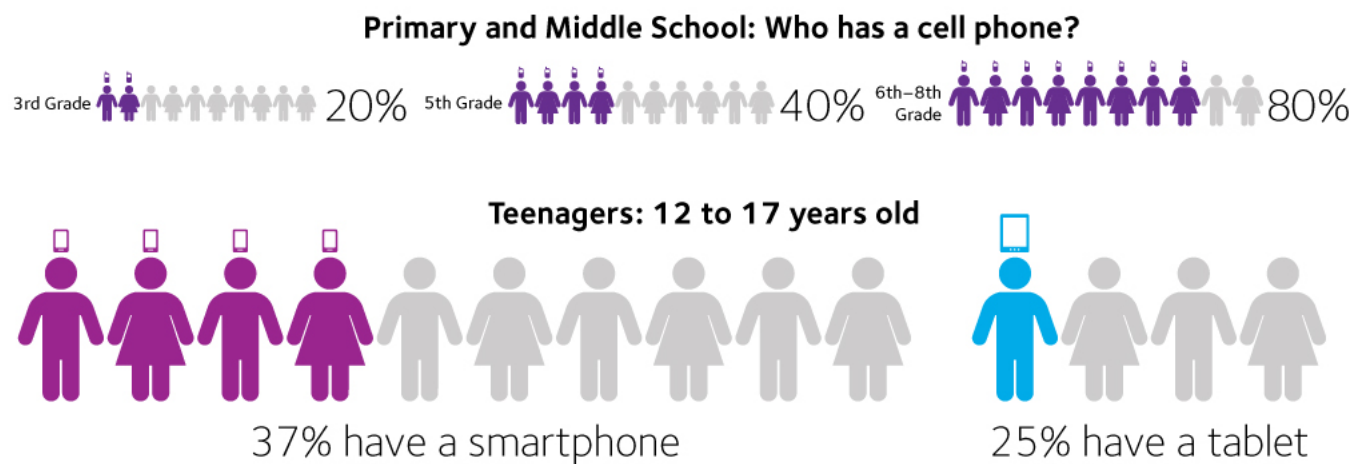 Primary and Middle School: Who has a cell phone?
3rd Grade 20%
5th Grade 40%
6th–8th
Grade 80%
Teenagers: 12 to 17 years old
37% have a smartphone
25% have a tablet